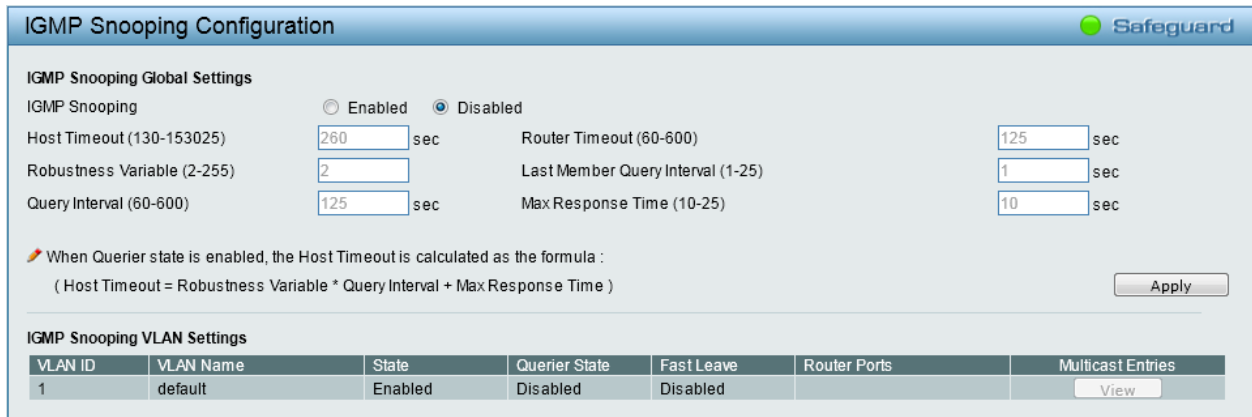 IGMP Snooping Configuration
Safeguard
IGMP Snooping Global Settings
IGMP Snooping Enabled Disabled
Host Timeout (130-153025) 260 sec Router Timeout (60-600) 125 sec
Robustness Variable (2-255) 2 Last Member Query Interval (1-25) 1 sec
Query Interval (60-600) 125 sec Max Response Time (10-25) 10 sec
When Querier state is enabled, the Host Timeout is calculated as the formula :
( Host Timeout = Robustness Variable * Query Interval + Max Response Time )
Apply
IGMP Snooping VLAN Settings
VLAN ID VLAN Name State Querier State Fast Leave Router Ports Multicast Entries
1 default Enabled Disabled Disabled View